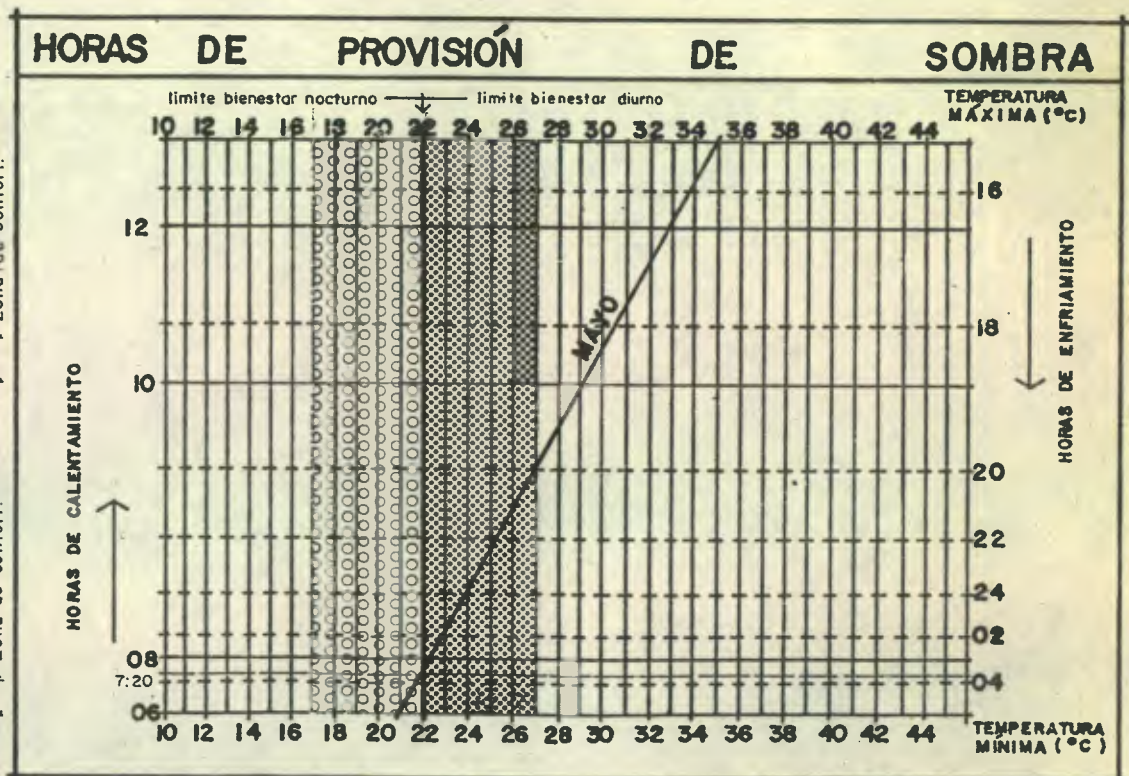 HORAS DE PROVISIÓN DE SOMBRA
limite bienestar nocturno limite bienestar diurno
TEMPERATURA
MÁXIMA (°C)
10 12 14 16 18 20 22 24 26 28 30 32 34 36 38 40 42 44
16
12
18
10
20
22
24
02
08
7:20
04
06
HORAS DE CALENTAMIENTO
MAYO
HORAS DE ENFRIAMIENTO
10 12 14 16 18 20 22 24 26 28 30 32 34 36 38 40 42 44
TEMPERATURA
MÍNIMA (°C)